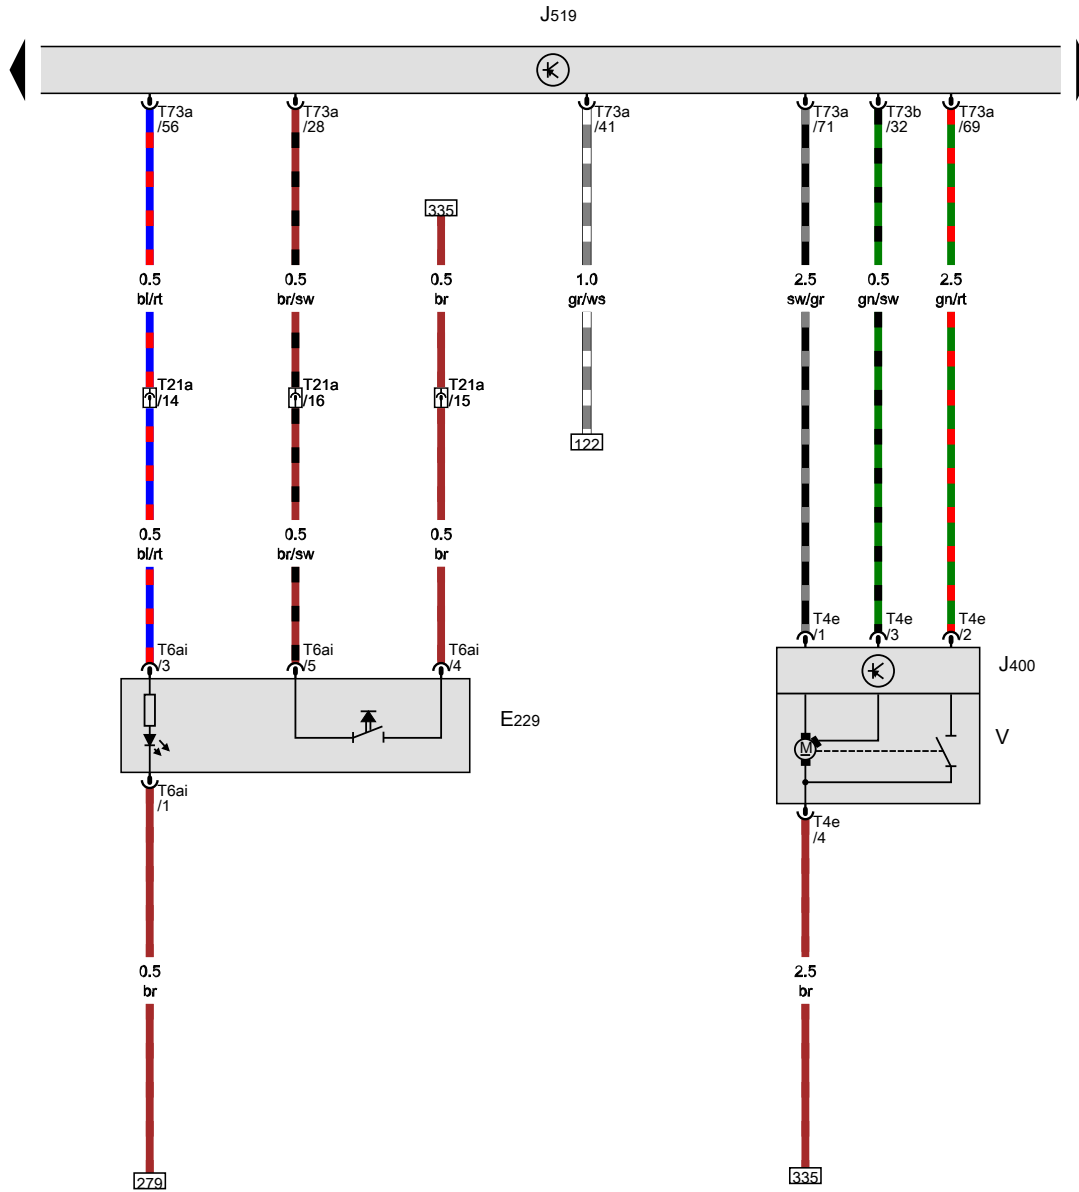 J519
T73a
/56
T73a
/28
T73a
/41
T73a
/71
T73b
/32
T73a
/69
335
0.5
bl/rt
0.5
br/sw
0.5
br
1.0
gr/ws
2.5
sw/gr
0.5
gn/sw
2.5
gn/rt
T21a
/14
T21a
/16
T21a
/15
122
0.5
bl/rt
0.5
br/sw
0.5
br
T4e
/1
T4e
/3
T4e
/2
T6ai
/3
T6ai
/5
T6ai
/4
J400
E229
V
M
T6ai
/1
T4e
/4
0.5
br
2.5
br
279
335